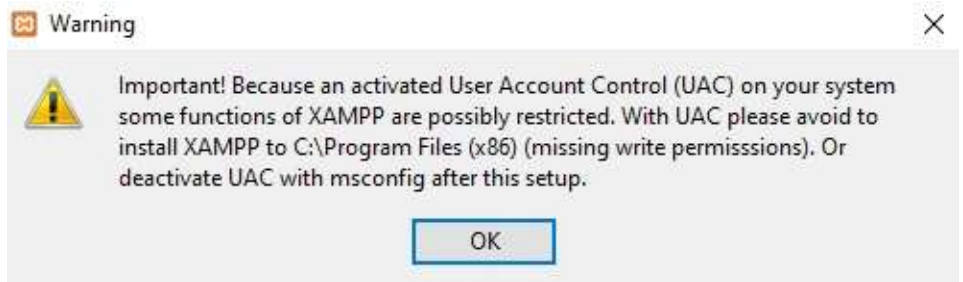 Warning
Important! Because an activated User Account Control (UAC) on your system
some functions of XAMPP are possibly restricted. With UAC please avoid to
install XAMPP to C:\Program Files (x86) (missing write permisssions). Or
deactivate UAC with msconfig after this setup.
OK